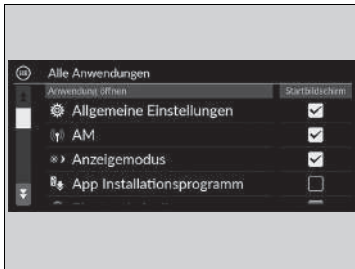 Alle Anwendungen
Anwendung öffnen Startbildschirm
Allgemeine Einstellungen
AM
Anzeigemodus
App Installationsprogramm